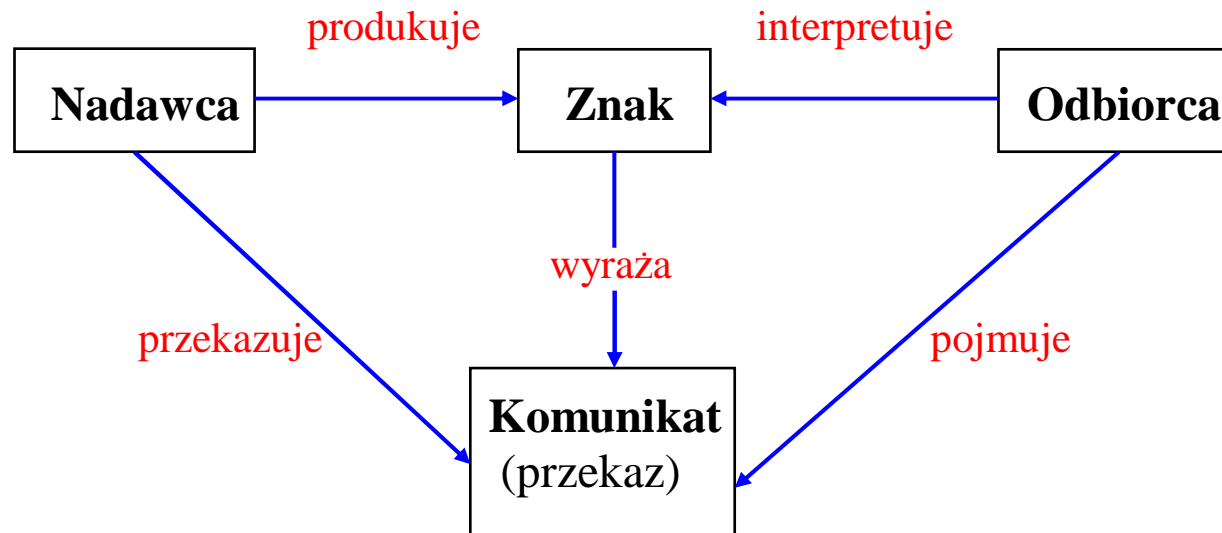 produkuje
interpretuje
Nadawca
Znak
Odbiorca
wyraża
przekazuje
pojmuje
Komunikat
(przekaz)